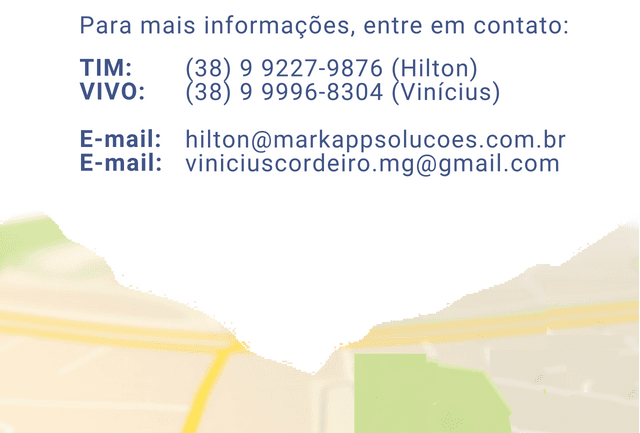 Para mais informações, entre em contato:
TIM: (38) 9 9227-9876 (Hilton)
VIVO: (38) 9 9996-8304 (Vinícius)
E-mail: hilton@markappsolucoes.com.br
E-mail: viniciuscordeiro.mg@gmail.com